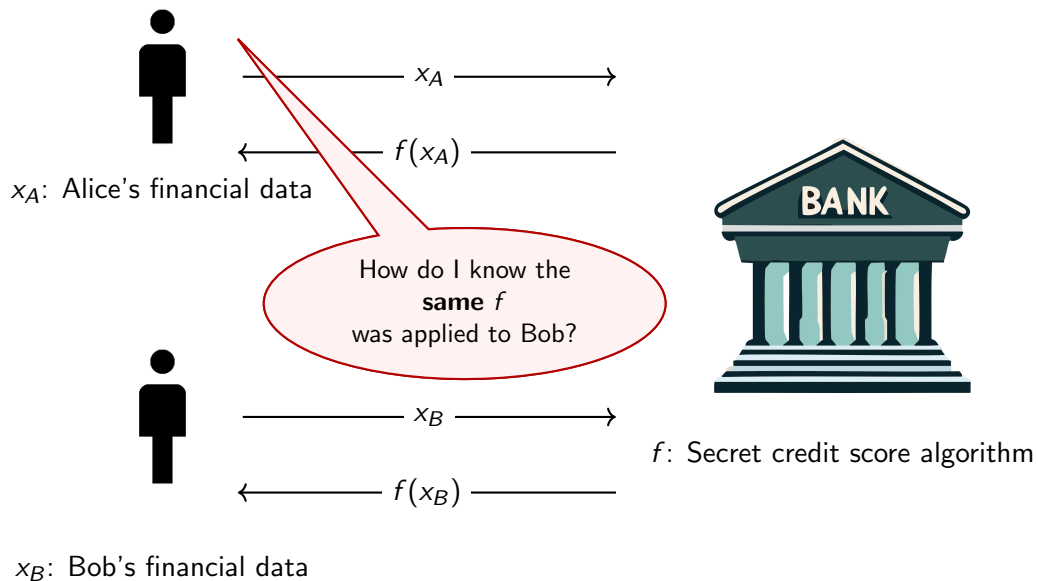 x_A
f(x_A)
x_A: Alice's financial data
BANK
How do I know the
same f
was applied to Bob?
x_B
f: Secret credit score algorithm
f(x_B)
x_B: Bob's financial data